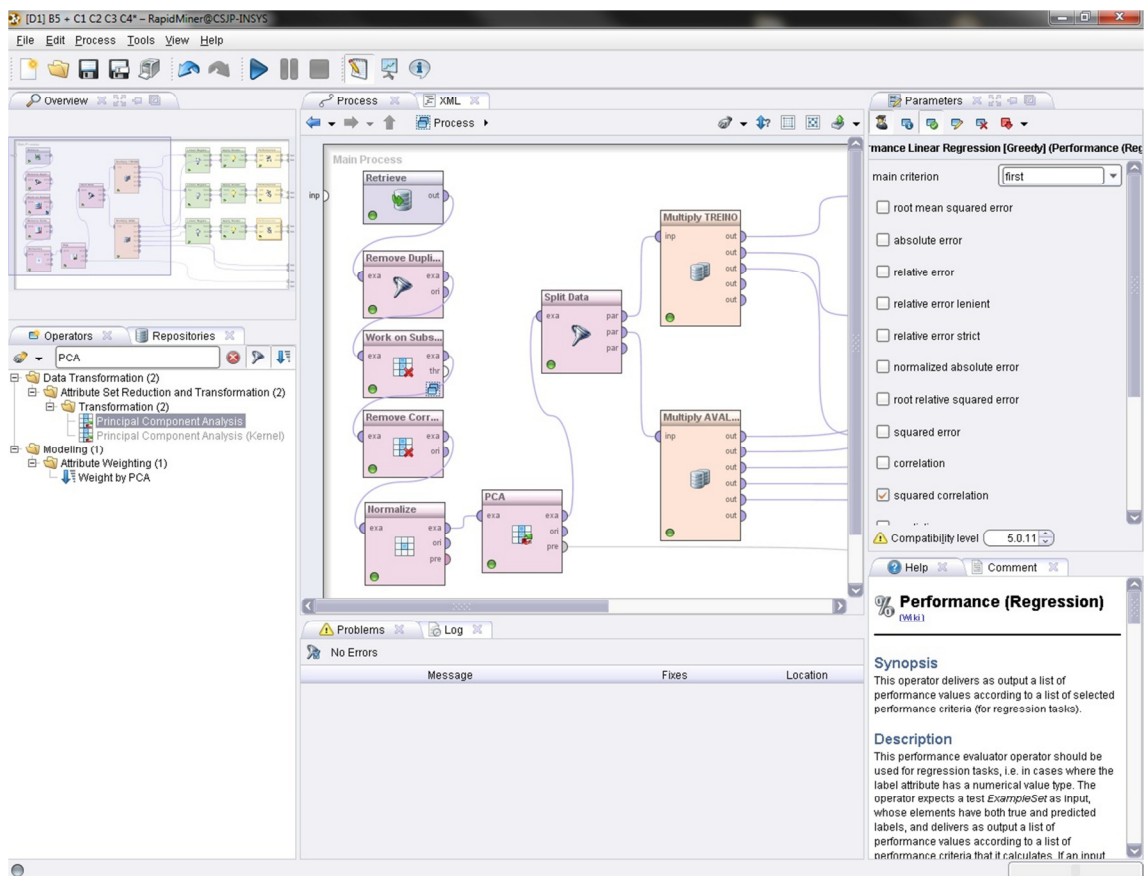 [D1] B5 + C1 C2 C3 C4* – RapidMiner@CSJP-INSYS
File Edit Process Tools View Help
Overview
Operators
Repositories
PCA
Data Transformation (2)
Attribute Set Reduction and Transformation (2)
Transformation (2)
Principal Component Analysis
Principal Component Analysis (Kernel)
Modeling (1)
Attribute Weighting (1)
Weight by PCA
Process
XML
Process
Main Process
inp
Retrieve
out
Remove Dupli...
exa exa
ori
Work on Subs...
exa exa
thr
Remove Corr...
exa exa
ori
Normalize
exa exa
ori
pre
PCA
exa exa
ori
pre
Split Data
exa par
par
par
Multiply TREINO
inp out
out
out
out
out
Multiply AVAL...
inp out
out
out
out
out
out
Problems
Log
No Errors
Message Fixes Location
Parameters
rmance Linear Regression [Greedy] (Performance (Reg
main criterion first
root mean squared error
absolute error
relative error
relative error lenient
relative error strict
normalized absolute error
root relative squared error
squared error
correlation
squared correlation
Compatibility level 5.0.11
Help
Comment
Performance (Regression)
(Wiki)
Synopsis
This operator delivers as output a list of
performance values according to a list of selected
performance criteria (for regression tasks).
Description
This performance evaluator operator should be
used for regression tasks, i.e. in cases where the
label attribute has a numerical value type. The
operator expects a test ExampleSet as input,
whose elements have both true and predicted
labels, and delivers as output a list of
performance values according to a list of
performance criteria that it calculates. If an input